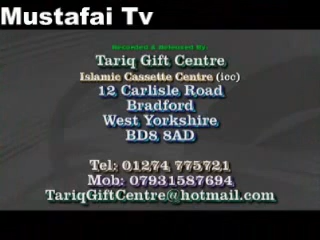 Mustafai Tv
Recorded & Released By:
Tariq Gift Centre
Islamic Cassette Centre (icc)
12 Carlisle Road
Bradford
West Yorkshire
BD8 8AD
Tel: 01274 775721
Mob: 07931587694
TariqGiftCentre@hotmail.com